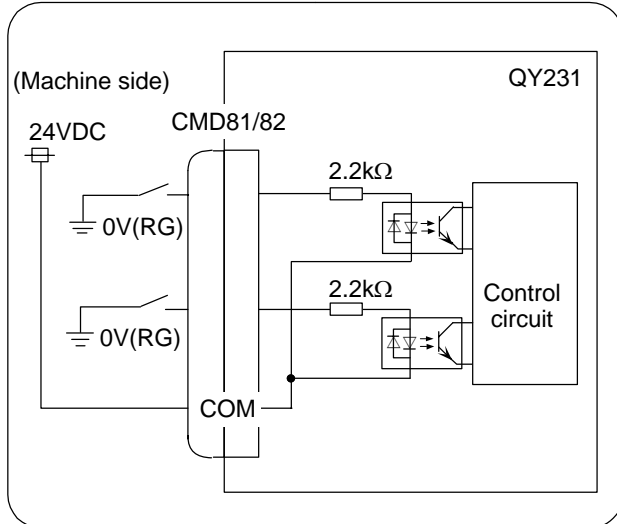 (Machine side)
QY231
CMD81/82
24VDC
2.2kΩ
0V(RG)
2.2kΩ
0V(RG)
Control
circuit
COM